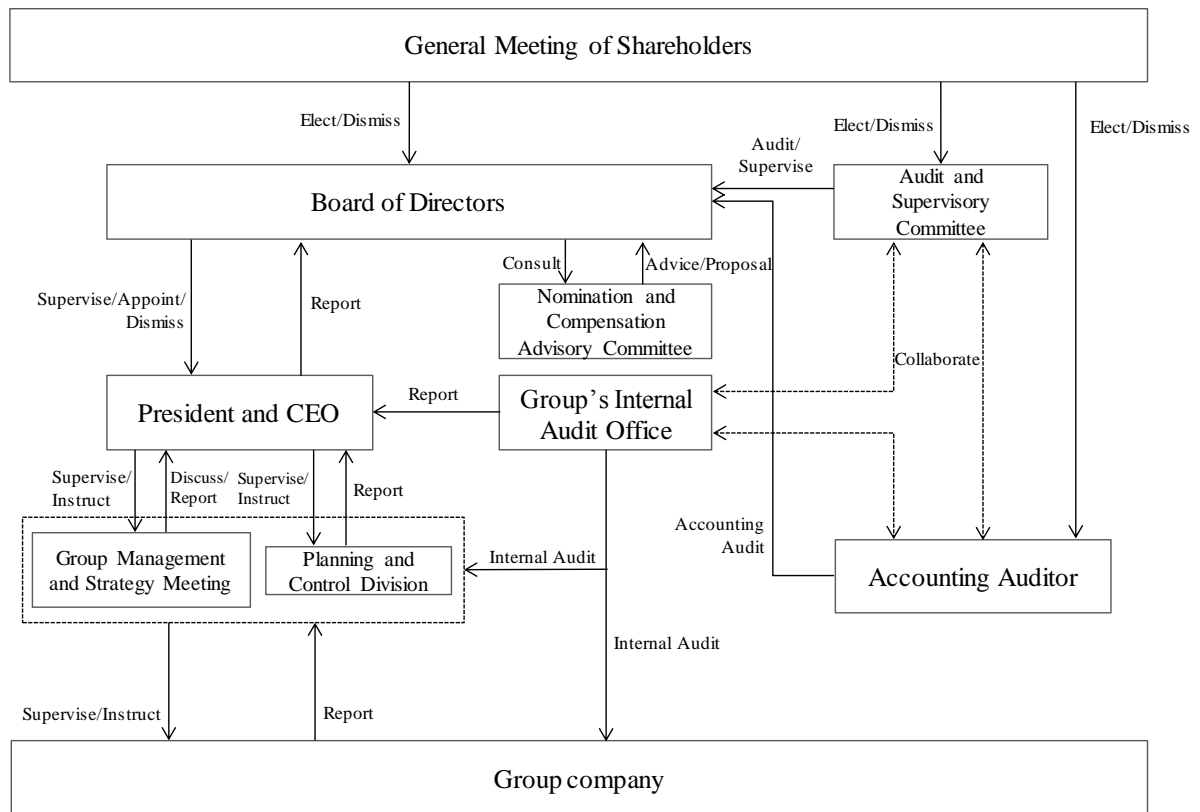 General Meeting of Shareholders
Elect/Dismiss
Elect/Dismiss
Elect/Dismiss
Audit/
Supervise
Board of Directors
Audit and
Supervisory
Committee
Consult
Advice/Proposal
Supervise/Appoint/
Dismiss
Report
Nomination and
Compensation
Advisory Committee
Collaborate
President and CEO
Report
Group's Internal
Audit Office
Supervise/
Instruct
Discuss/
Report
Supervise/
Instruct
Report
Accounting
Audit
Group Management
and Strategy Meeting
Planning and
Control Division
Internal Audit
Accounting Auditor
Internal Audit
Supervise/Instruct
Report
Group company